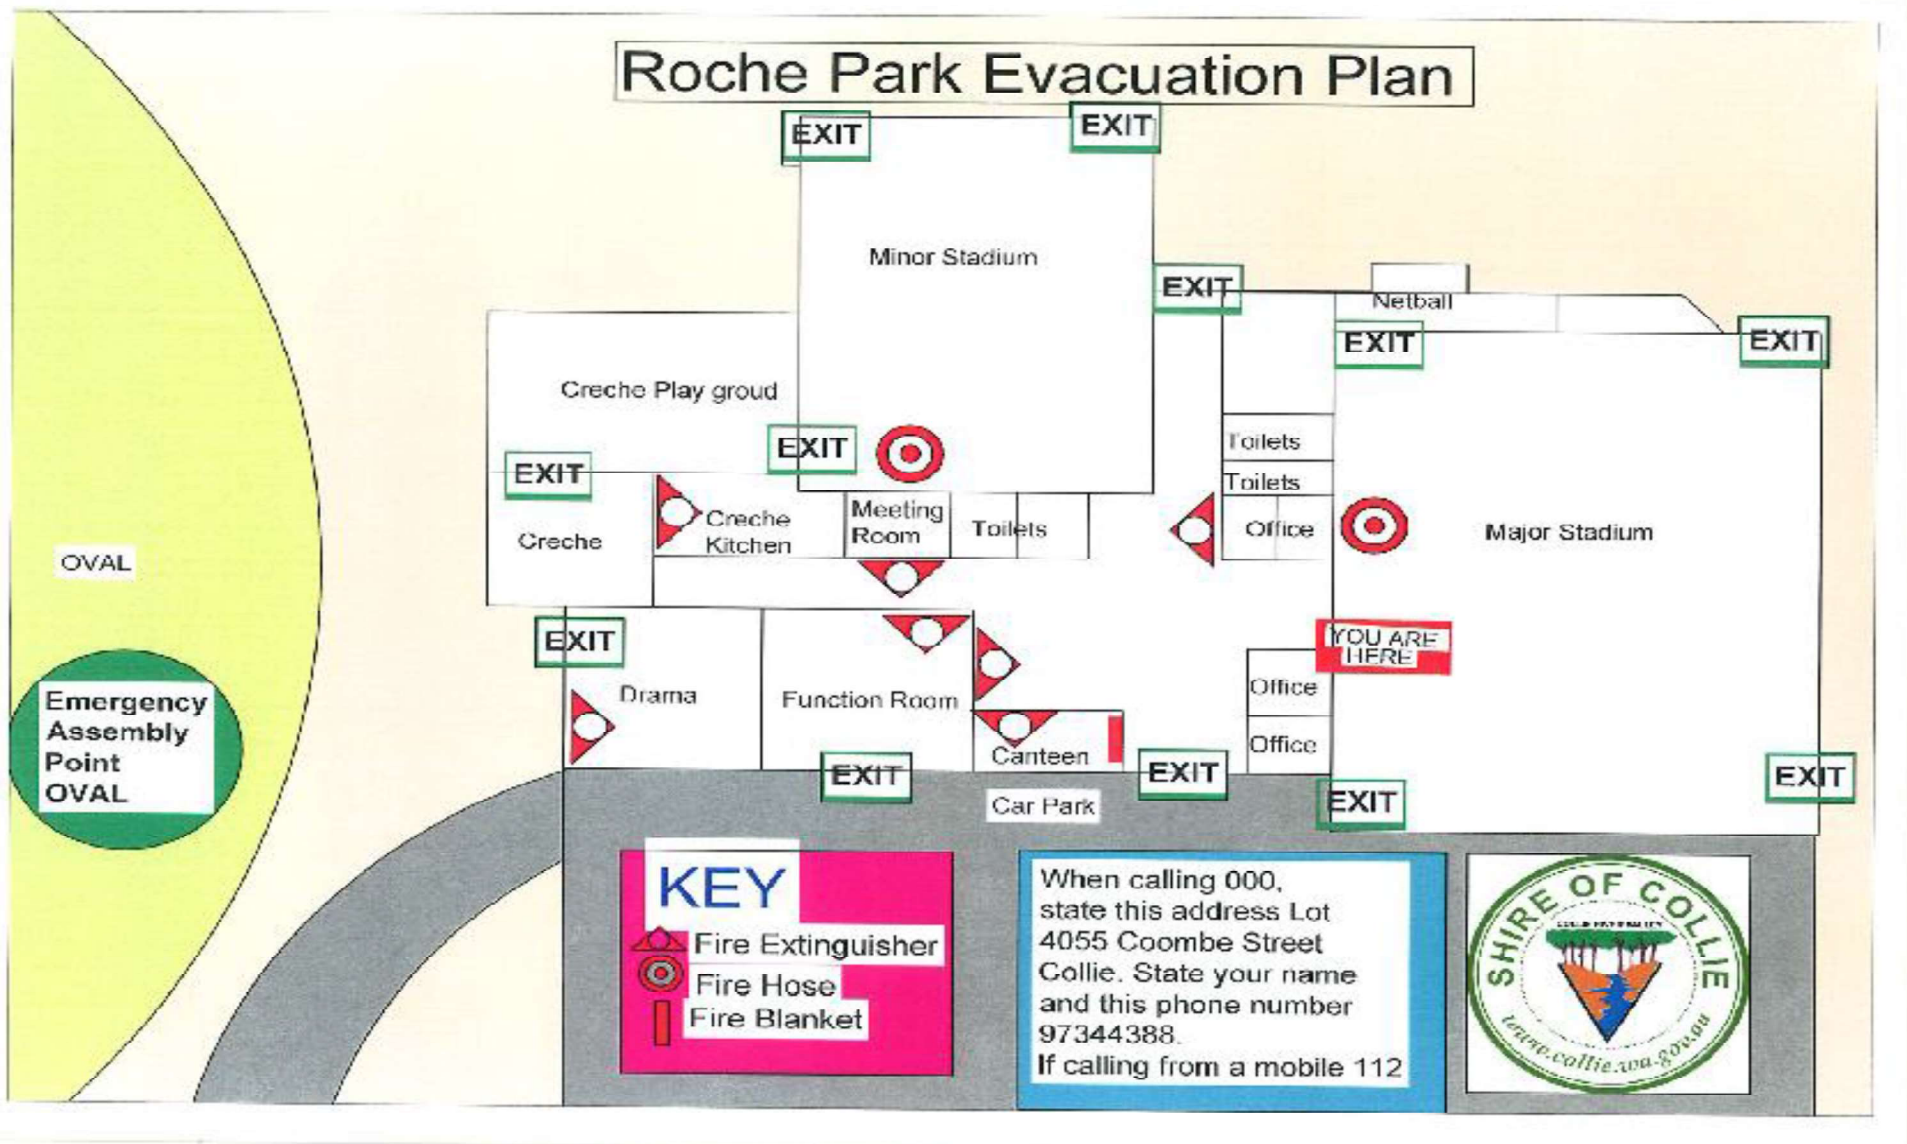 Roche Park Evacuation Plan
EXIT
EXIT
Minor Stadium
EXIT
Netball
EXIT
EXIT
Creche Play groud
EXIT
EXIT
Toilets
Toilets
Creche
Creche
Kitchen
Meeting
Room
Toilets
Office
Major Stadium
OVAL
EXIT
YOU ARE
HERE
Drama
Function Room
Office
Office
Canteen
EXIT
EXIT
EXIT
EXIT
Emergency
Assembly
Point
OVAL
Car Park
KEY
Fire Extinguisher
Fire Hose
Fire Blanket
When calling 000,
state this address Lot
4055 Coombe Street
Collie. State your name
and this phone number
97344388.
If calling from a mobile 112
SHIRE OF COLLIE
www.collie.wa.gov.au